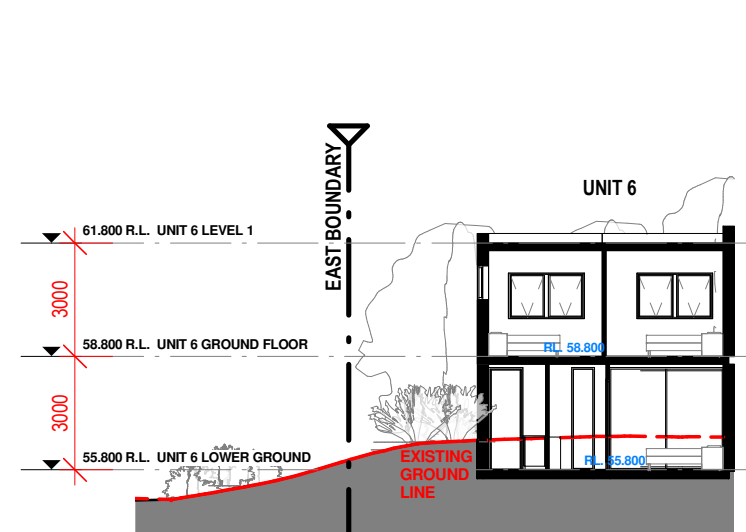 UNIT 6
EAST BOUNDARY
61.800 R.L. UNIT 6 LEVEL 1
3000
58.800 R.L. UNIT 6 GROUND FLOOR
RL. 58.800
3000
55.800 R.L. UNIT 6 LOWER GROUND
EXISTING
GROUND
LINE
RL. 55.800